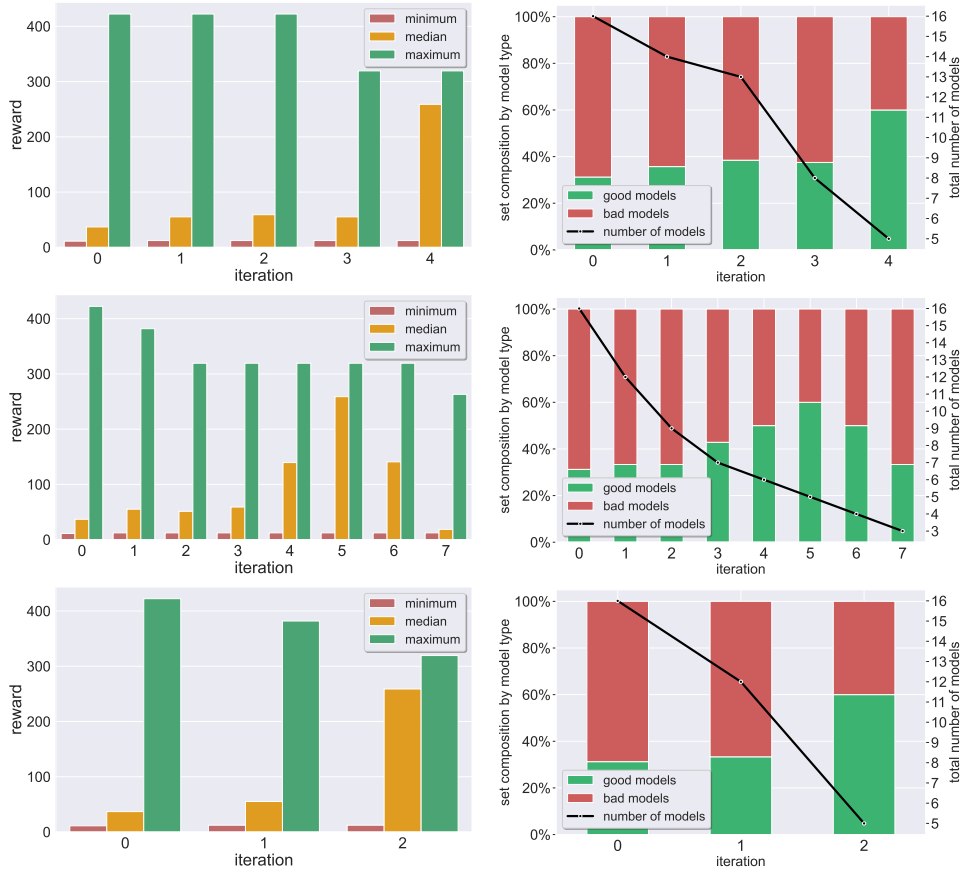 400
300
200
100
0
reward
minimum
median
maximum
0 1 2 3 4
iteration
100%
80%
60%
40%
20%
0%
set composition by model type
good models
bad models
number of models
16
15
14
13
12
11
10
9
8
7
6
5
total number of models
0 1 2 3 4
iteration
400
300
200
100
0
reward
minimum
median
maximum
0 1 2 3 4 5 6 7
iteration
100%
80%
60%
40%
20%
0%
set composition by model type
good models
bad models
number of models
16
15
14
13
12
11
10
9
8
7
6
5
4
3
total number of models
0 1 2 3 4 5 6 7
iteration
400
300
200
100
0
reward
minimum
median
maximum
0 1 2
iteration
100%
80%
60%
40%
20%
0%
set composition by model type
good models
bad models
number of models
16
15
14
13
12
11
10
9
8
7
6
5
total number of models
0 1 2
iteration